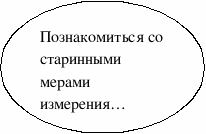 Познакомиться со
старинными
мерами
измерения…